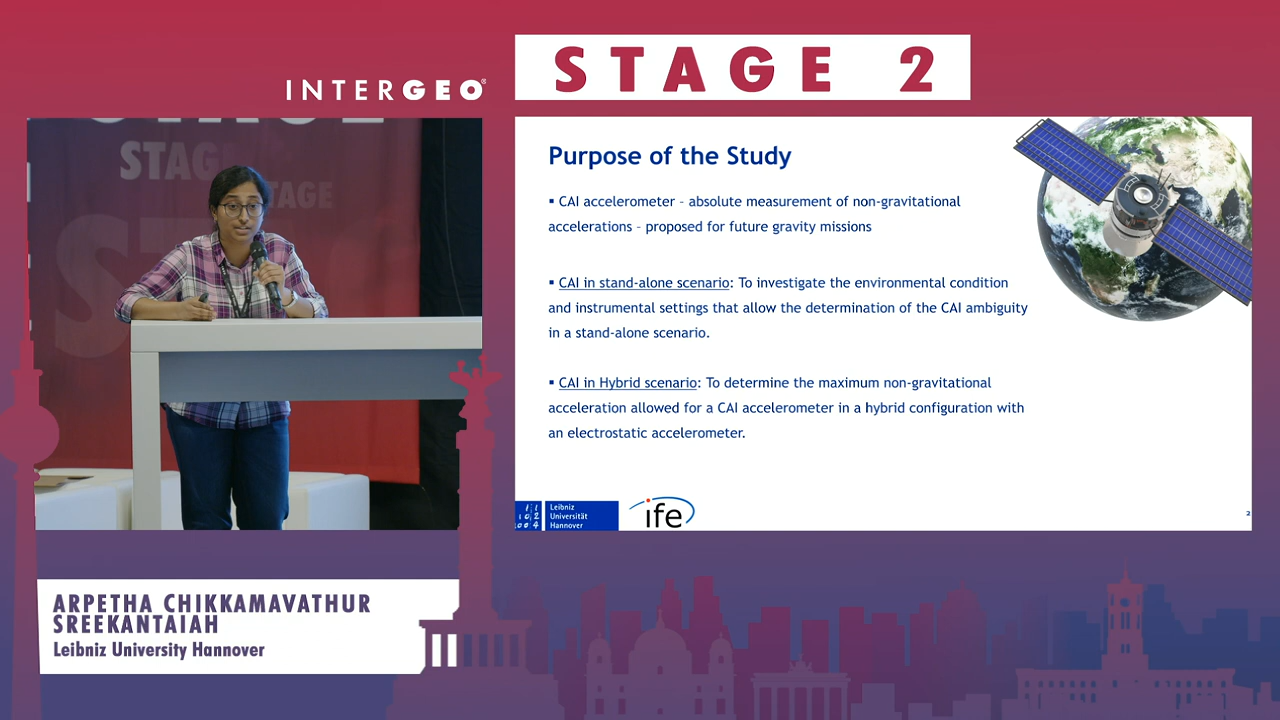 INTERGEO®
STAGE 2
STAGE
STAGE
STAGE
Purpose of the Study
▪ CAI accelerometer – absolute measurement of non-gravitational
accelerations – proposed for future gravity missions
▪ CAI in stand-alone scenario: To investigate the environmental condition
and instrumental settings that allow the determination of the CAI ambiguity
in a stand-alone scenario.
▪ CAI in Hybrid scenario: To determine the maximum non-gravitational
acceleration allowed for a CAI accelerometer in a hybrid configuration with
an electrostatic accelerometer.
Leibniz
Universität
Hannover
ife
2
ARPETHA CHIKKAMAVATHUR
SREEKANTAIAH
Leibniz University Hannover